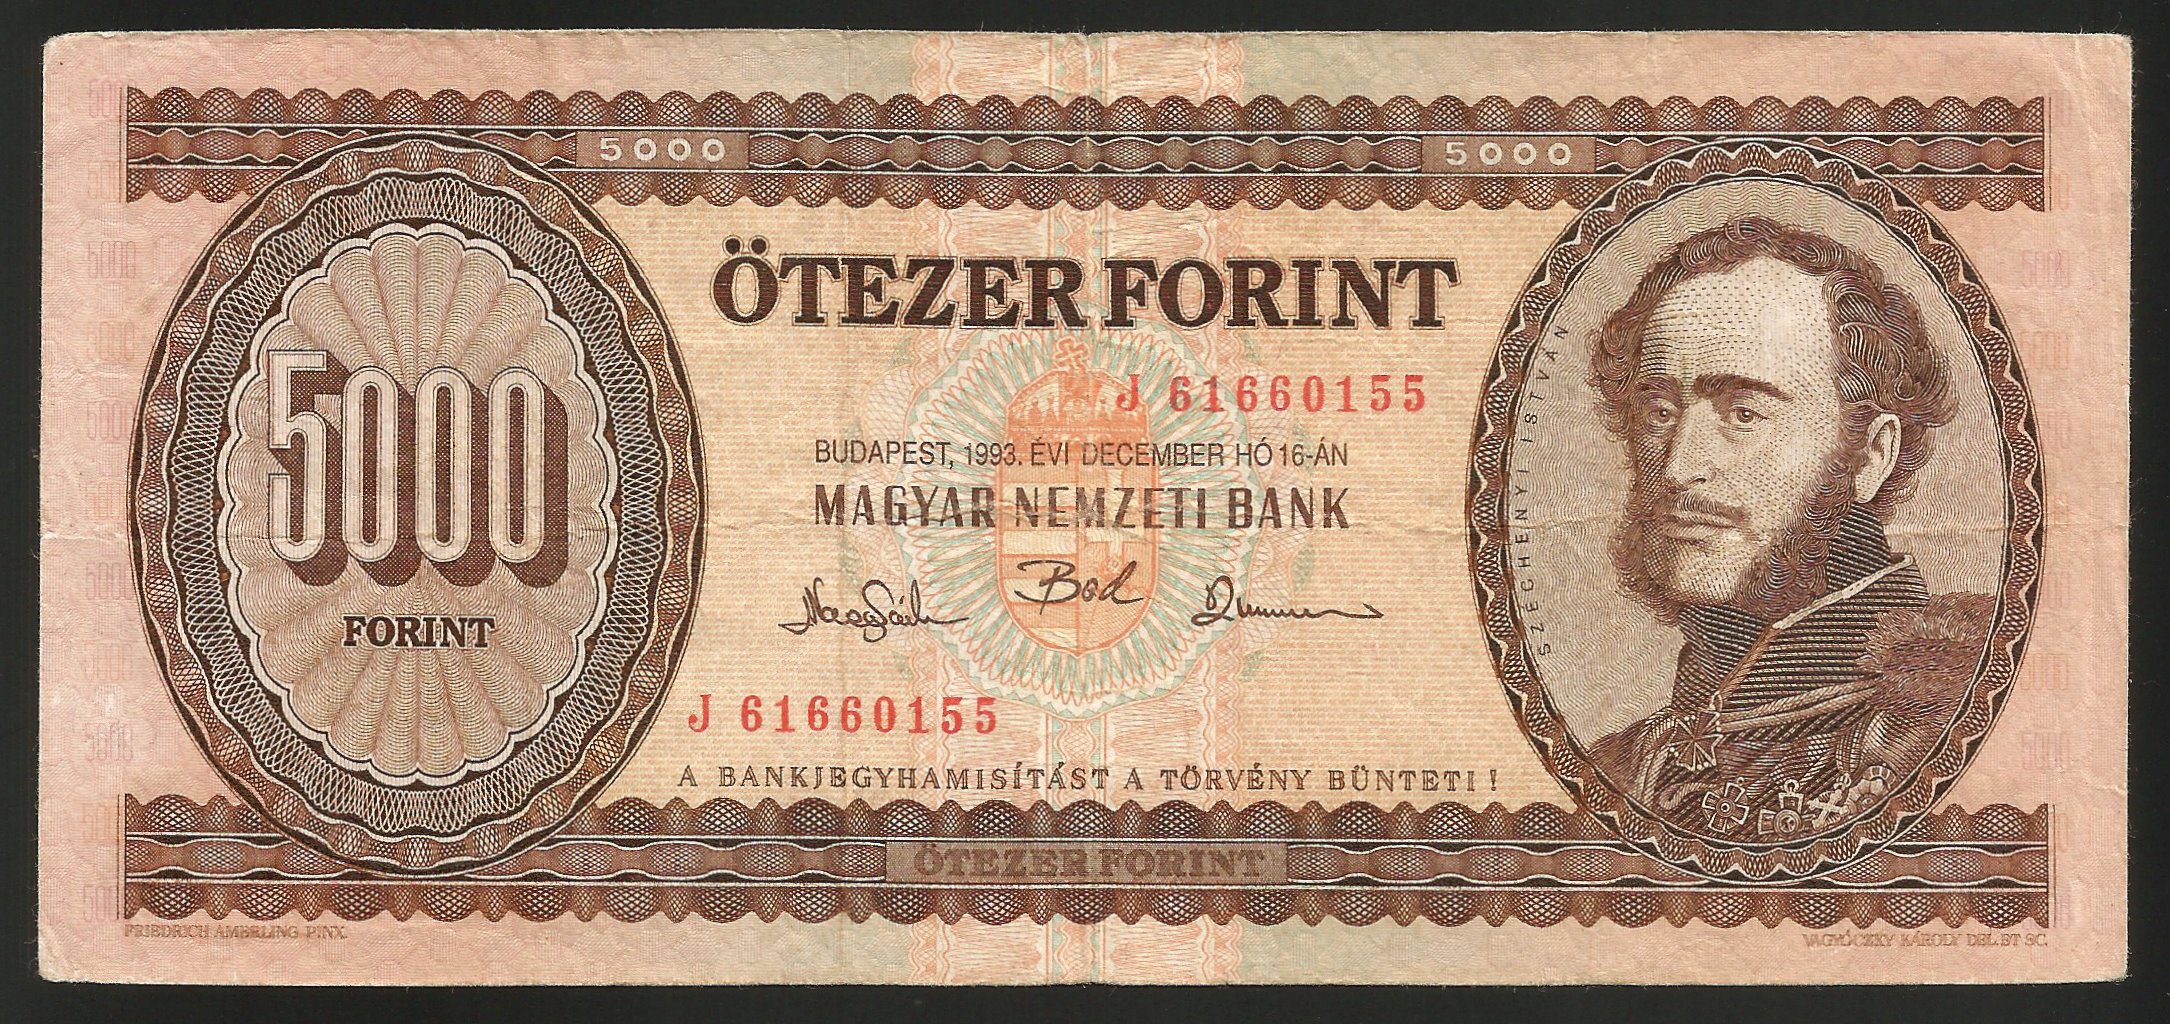 5000 5000
ÖTEZER FORINT
J 61660155
5000
FORINT
BUDAPEST, 1993. ÉVI DECEMBER HÓ 16-ÁN
MAGYAR NEMZETI BANK
Bod
SZÉCHENYI ISTVÁN
J 61660155
A BANKJEGYHAMISÍTÁST A TÖRVÉNY BÜNTETI !
ÖTEZER FORINT
FRIEDRICH AMERLING PINX.
VAGYÓCZKY KÁROLY DEL. ET SC.